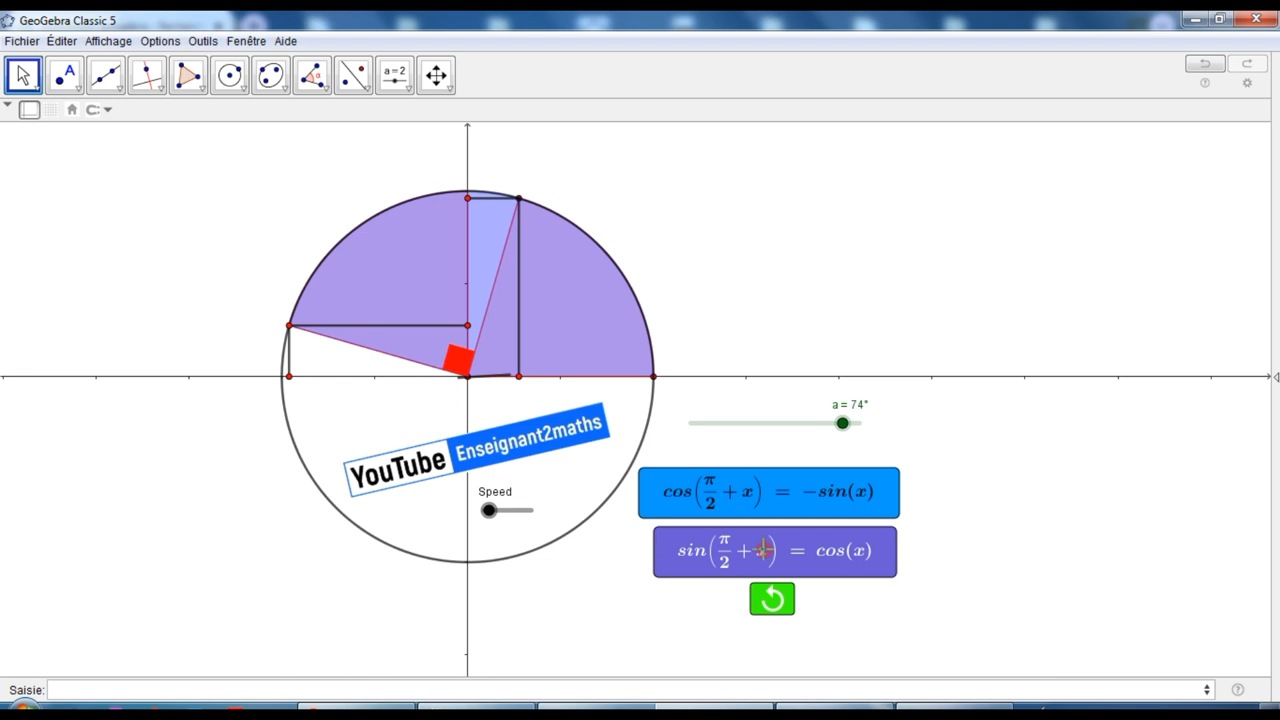 GeoGebra Classic 5
Fichier Éditer Affichage Options Outils Fenêtre Aide
A
α
a = 2
a = 74°
YouTube Enseignant2maths
Speed
cos(π/2 + x) = −sin(x)
sin(π/2 + x) = cos(x)
Saisie: